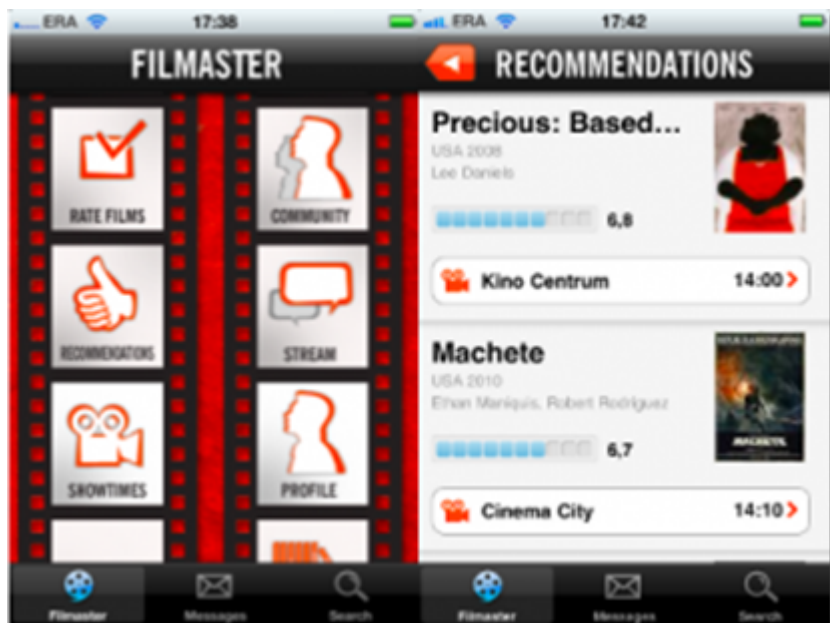 ERA 17:38
FILMASTER
RATE FILMS
COMMUNITY
RECOMMENDATIONS
STREAM
SHOWTIMES
PROFILE
Filmaster Messages Search
ERA 17:42
RECOMMENDATIONS
Precious: Based...
USA 2008
Lee Daniels
6,8
Kino Centrum 14:00
Machete
USA 2010
Ethan Maniquis, Robert Rodriguez
6,7
MACHETE
Cinema City 14:10
Filmaster Messages Search